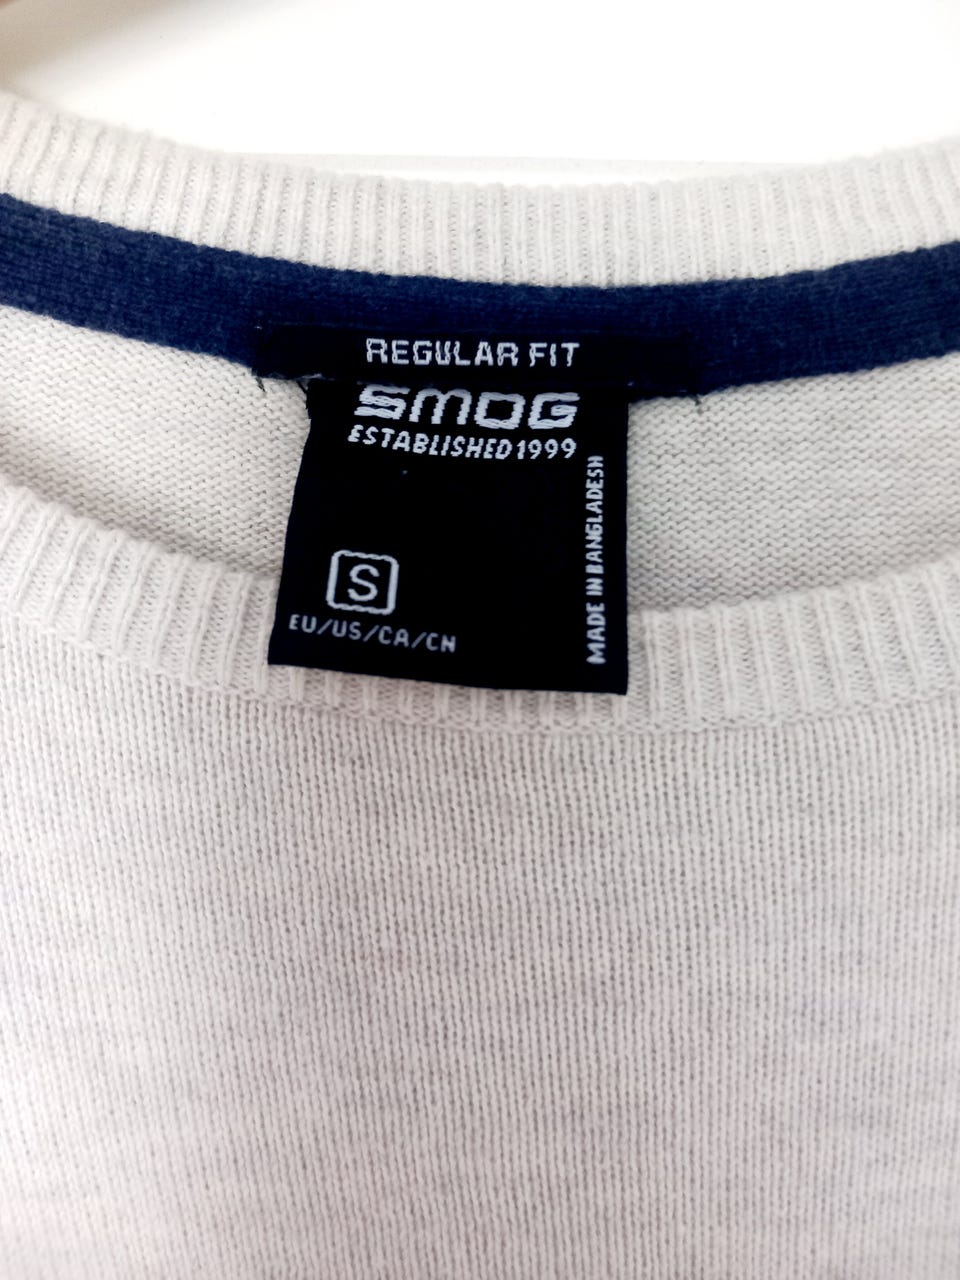 REGULAR FIT
SMOG
ESTABLISHED 1999
MADE IN BANGLADESH
S
EU/US/CA/CN